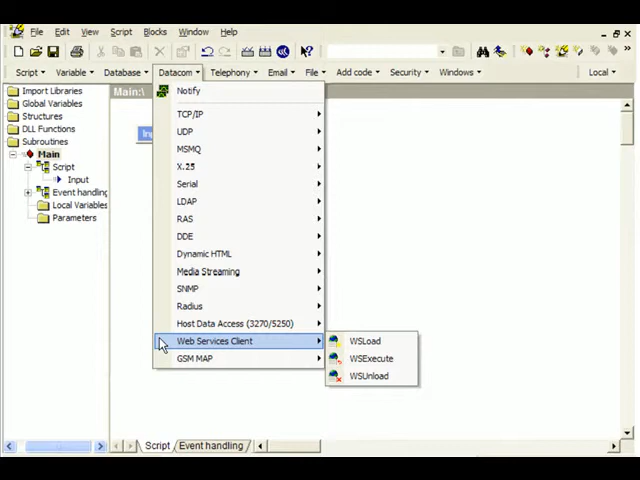 File Edit View Script Blocks Window Help
Script Variable Database Datacom Telephony Email File Add code Security Windows Local
Import Libraries
Global Variables
Structures
DLL Functions
Subroutines
Main
Script
Input
Event handling
Local Variables
Parameters
Main:\
Notify
TCP/IP
UDP
MSMQ
X.25
Serial
LDAP
RAS
DDE
Dynamic HTML
Media Streaming
SNMP
Radius
Host Data Access (3270/5250)
Web Services Client
GSM MAP
WSLoad
WSExecute
WSUnload
Script Event handling